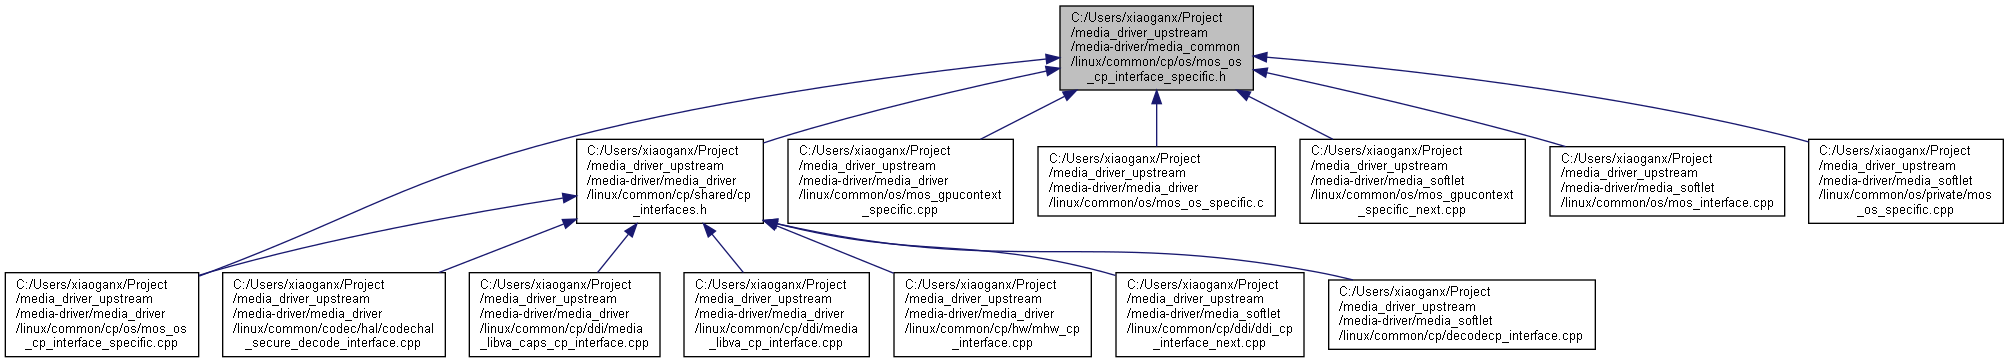 C:/Users/xiaoganx/Project
/media_driver_upstream
/media-driver/media_common
/linux/common/cp/os/mos_os
_cp_interface_specific.h
C:/Users/xiaoganx/Project
/media_driver_upstream
/media-driver/media_driver
/linux/common/cp/shared/cp
_interfaces.h
C:/Users/xiaoganx/Project
/media_driver_upstream
/media-driver/media_driver
/linux/common/os/mos_gpucontext
_specific.cpp
C:/Users/xiaoganx/Project
/media_driver_upstream
/media-driver/media_driver
/linux/common/os/mos_os_specific.c
C:/Users/xiaoganx/Project
/media_driver_upstream
/media-driver/media_softlet
/linux/common/os/mos_gpucontext
_specific_next.cpp
C:/Users/xiaoganx/Project
/media_driver_upstream
/media-driver/media_softlet
/linux/common/os/mos_interface.cpp
C:/Users/xiaoganx/Project
/media_driver_upstream
/media-driver/media_softlet
/linux/common/os/private/mos
_os_specific.cpp
C:/Users/xiaoganx/Project
/media_driver_upstream
/media-driver/media_driver
/linux/common/cp/os/mos_os
_cp_interface_specific.cpp
C:/Users/xiaoganx/Project
/media_driver_upstream
/media-driver/media_driver
/linux/common/codec/hal/codechal
_secure_decode_interface.cpp
C:/Users/xiaoganx/Project
/media_driver_upstream
/media-driver/media_driver
/linux/common/cp/ddi/media
_libva_caps_cp_interface.cpp
C:/Users/xiaoganx/Project
/media_driver_upstream
/media-driver/media_driver
/linux/common/cp/ddi/media
_libva_cp_interface.cpp
C:/Users/xiaoganx/Project
/media_driver_upstream
/media-driver/media_driver
/linux/common/cp/hw/mhw_cp
_interface.cpp
C:/Users/xiaoganx/Project
/media_driver_upstream
/media-driver/media_softlet
/linux/common/cp/ddi/ddi_cp
_interface_next.cpp
C:/Users/xiaoganx/Project
/media_driver_upstream
/media-driver/media_softlet
/linux/common/cp/decodecp_interface.cpp